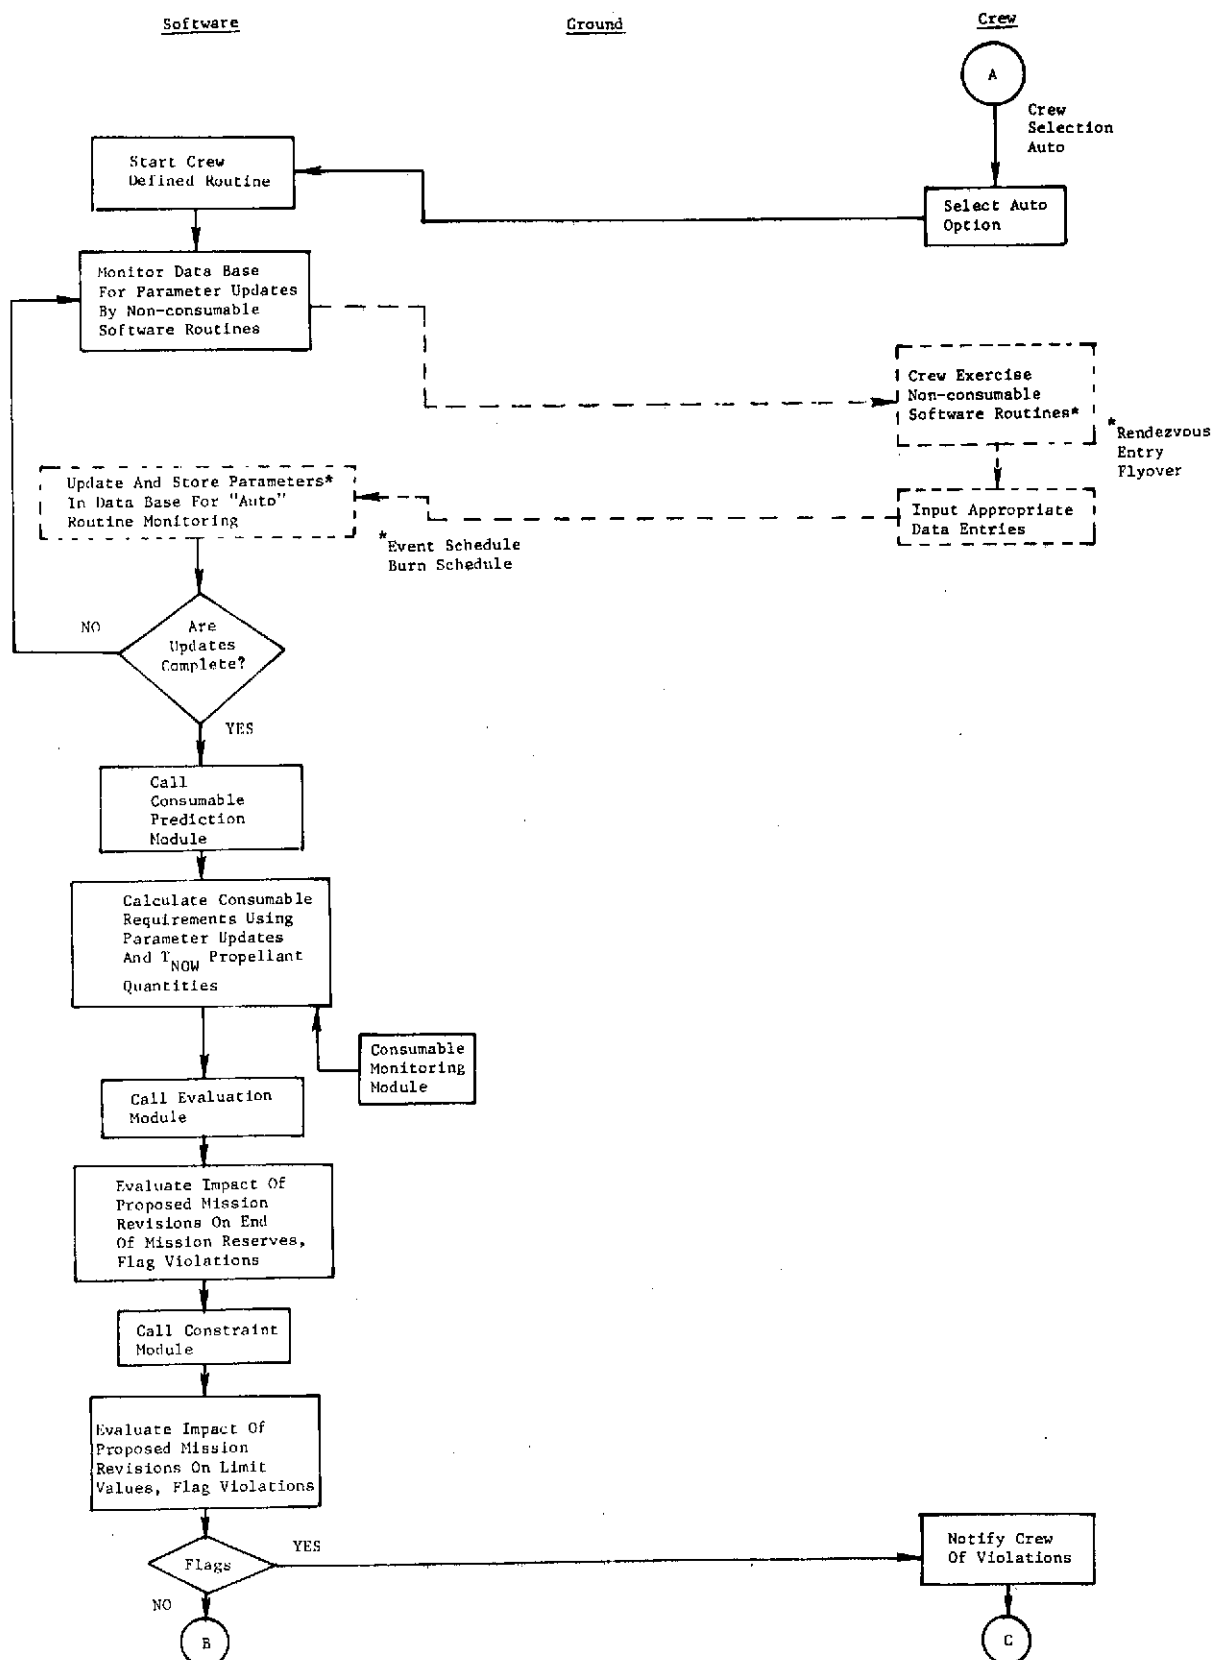 Software
Ground
Crew
A
Crew
Selection
Auto
Start Crew
Defined Routine
Select Auto
Option
Monitor Data Base
For Parameter Updates
By Non-consumable
Software Routines
Crew Exercise
Non-consumable
Software Routines*
*Rendezvous
Entry
Flyover
Update And Store Parameters*
In Data Base For "Auto"
Routine Monitoring
Input Appropriate
Data Entries
*Event Schedule
Burn Schedule
NO
Are
Updates
Complete?
YES
Call
Consumable
Prediction
Module
Calculate Consumable
Requirements Using
Parameter Updates
And TNOW Propellant
Quantities
Consumable
Monitoring
Module
Call Evaluation
Module
Evaluate Impact Of
Proposed Mission
Revisions On End
Of Mission Reserves,
Flag Violations
Call Constraint
Module
Evaluate Impact Of
Proposed Mission
Revisions On Limit
Values, Flag Violations
Flags
YES
Notify Crew
Of Violations
NO
B
C